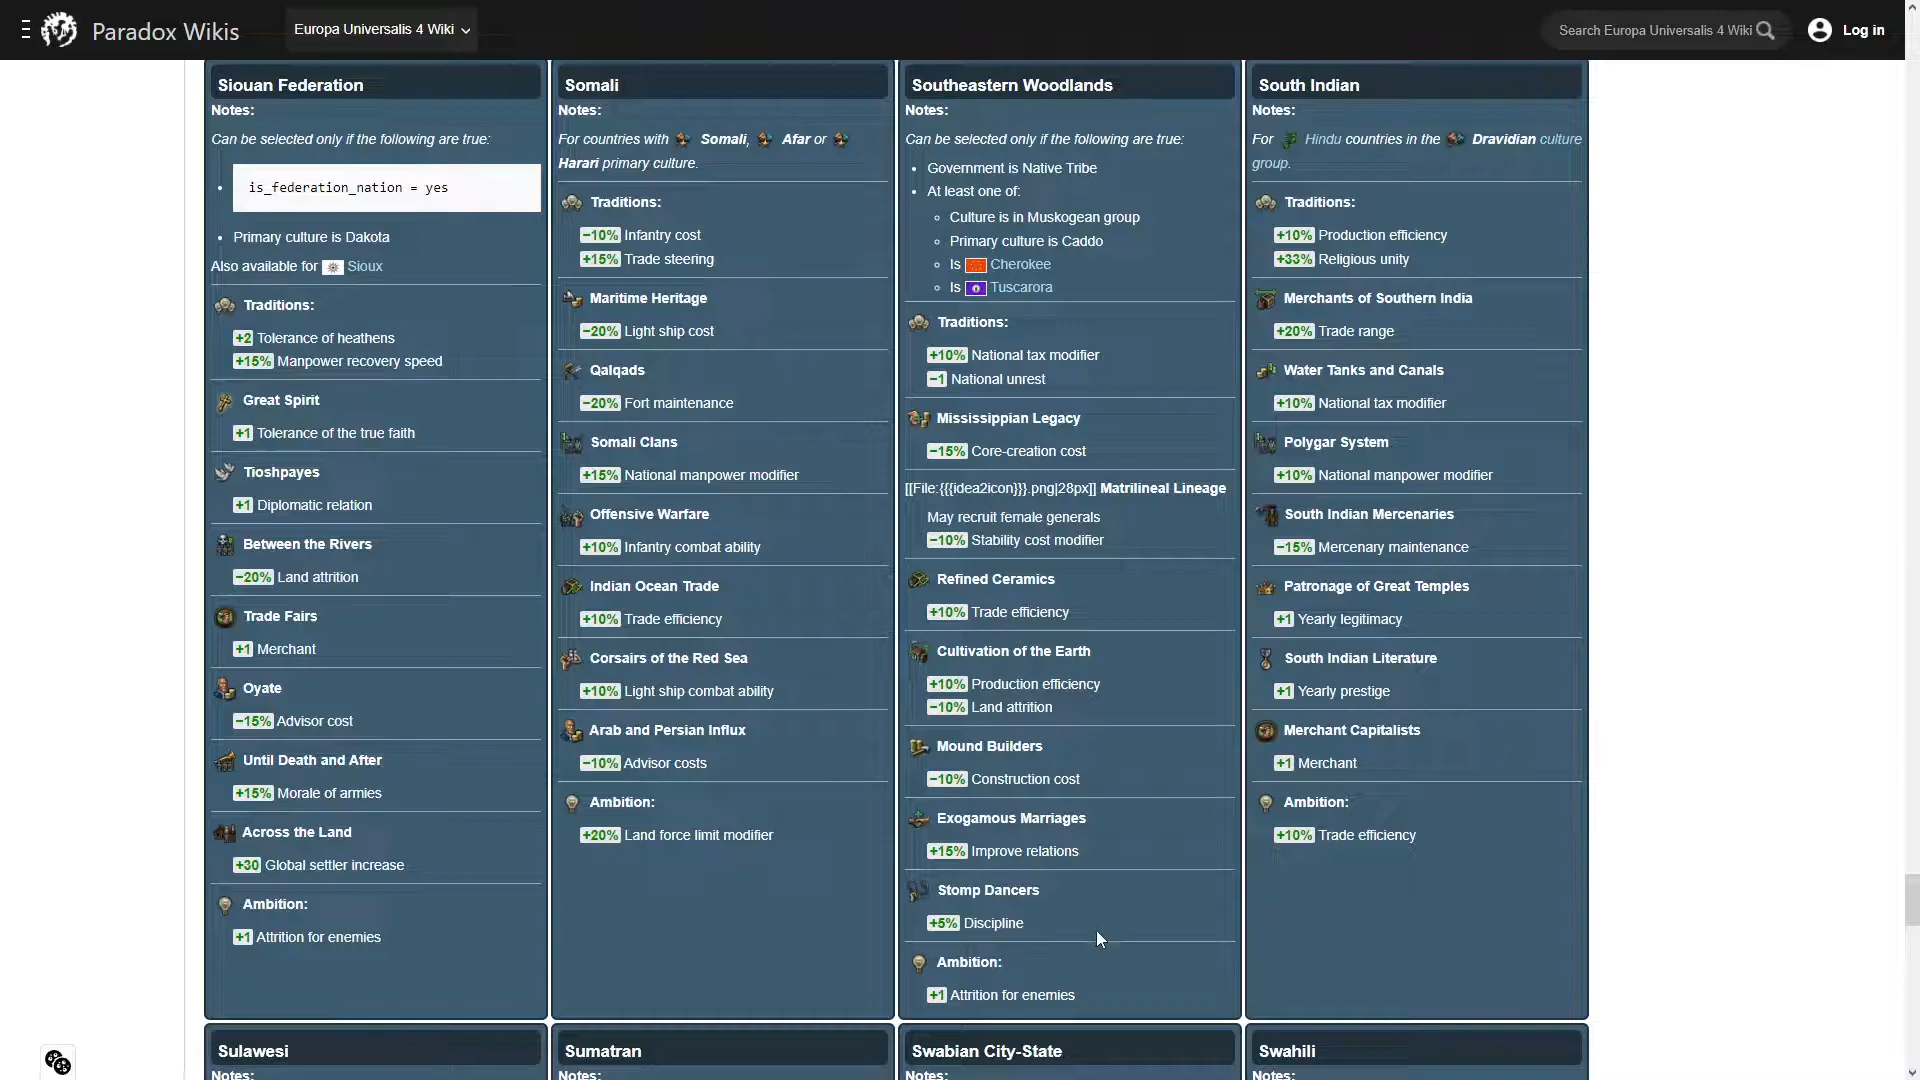 Paradox Wikis
Europa Universalis 4 Wiki
Search Europa Universalis 4 Wiki
Log in
Siouan Federation
Notes:
Can be selected only if the following are true:
is_federation_nation = yes
Primary culture is Dakota
Also available for Sioux
Traditions:
+2 Tolerance of heathens
+15% Manpower recovery speed
Great Spirit
+1 Tolerance of the true faith
Tioshpayes
+1 Diplomatic relation
Between the Rivers
−20% Land attrition
Trade Fairs
+1 Merchant
Oyate
−15% Advisor cost
Until Death and After
+15% Morale of armies
Across the Land
+30 Global settler increase
Ambition:
+1 Attrition for enemies
Somali
Notes:
For countries with Somali, Afar or
Harari primary culture.
Traditions:
−10% Infantry cost
+15% Trade steering
Maritime Heritage
−20% Light ship cost
Qalqads
−20% Fort maintenance
Somali Clans
+15% National manpower modifier
Offensive Warfare
+10% Infantry combat ability
Indian Ocean Trade
+10% Trade efficiency
Corsairs of the Red Sea
+10% Light ship combat ability
Arab and Persian Influx
−10% Advisor costs
Ambition:
+20% Land force limit modifier
Southeastern Woodlands
Notes:
Can be selected only if the following are true:
Government is Native Tribe
At least one of:
Culture is in Muskogean group
Primary culture is Caddo
Is Cherokee
Is Tuscarora
Traditions:
+10% National tax modifier
−1 National unrest
Mississippian Legacy
−15% Core-creation cost
[[File:{{{idea2icon}}}.png|28px]] Matrilineal Lineage
May recruit female generals
−10% Stability cost modifier
Refined Ceramics
+10% Trade efficiency
Cultivation of the Earth
+10% Production efficiency
−10% Land attrition
Mound Builders
−10% Construction cost
Exogamous Marriages
+15% Improve relations
Stomp Dancers
+5% Discipline
Ambition:
+1 Attrition for enemies
South Indian
Notes:
For Hindu countries in the Dravidian culture
group.
Traditions:
+10% Production efficiency
+33% Religious unity
Merchants of Southern India
+20% Trade range
Water Tanks and Canals
+10% National tax modifier
Polygar System
+10% National manpower modifier
South Indian Mercenaries
−15% Mercenary maintenance
Patronage of Great Temples
+1 Yearly legitimacy
South Indian Literature
+1 Yearly prestige
Merchant Capitalists
+1 Merchant
Ambition:
+10% Trade efficiency
Sulawesi
Notes:
Sumatran
Notes:
Swabian City-State
Notes:
Swahili
Notes: